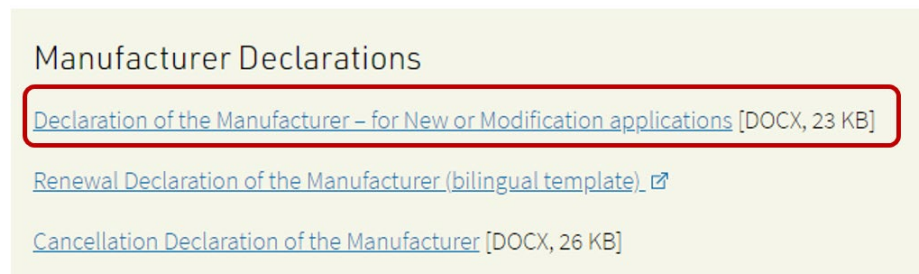 Manufacturer Declarations
Declaration of the Manufacturer – for New or Modification applications [DOCX, 23 KB]
Renewal Declaration of the Manufacturer (bilingual template)
Cancellation Declaration of the Manufacturer [DOCX, 26 KB]